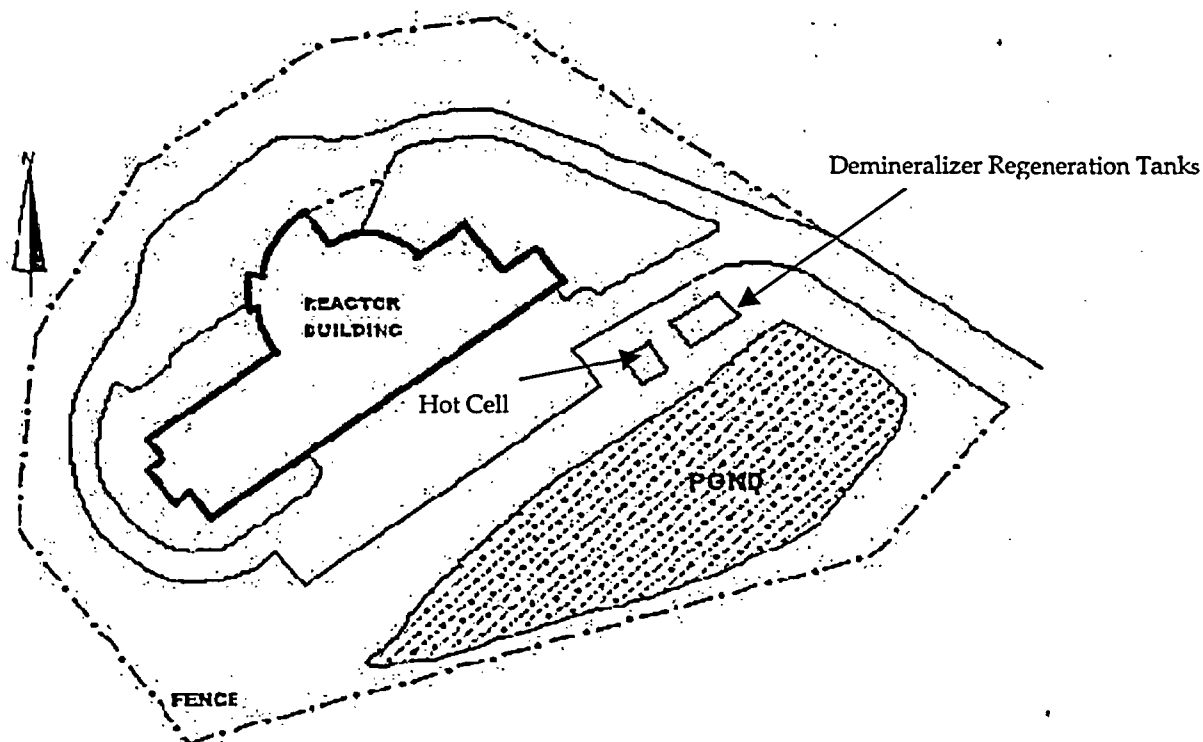 Demineralizer Regeneration Tanks
N
REACTOR
BUILDING
Hot Cell
POND
FENCE